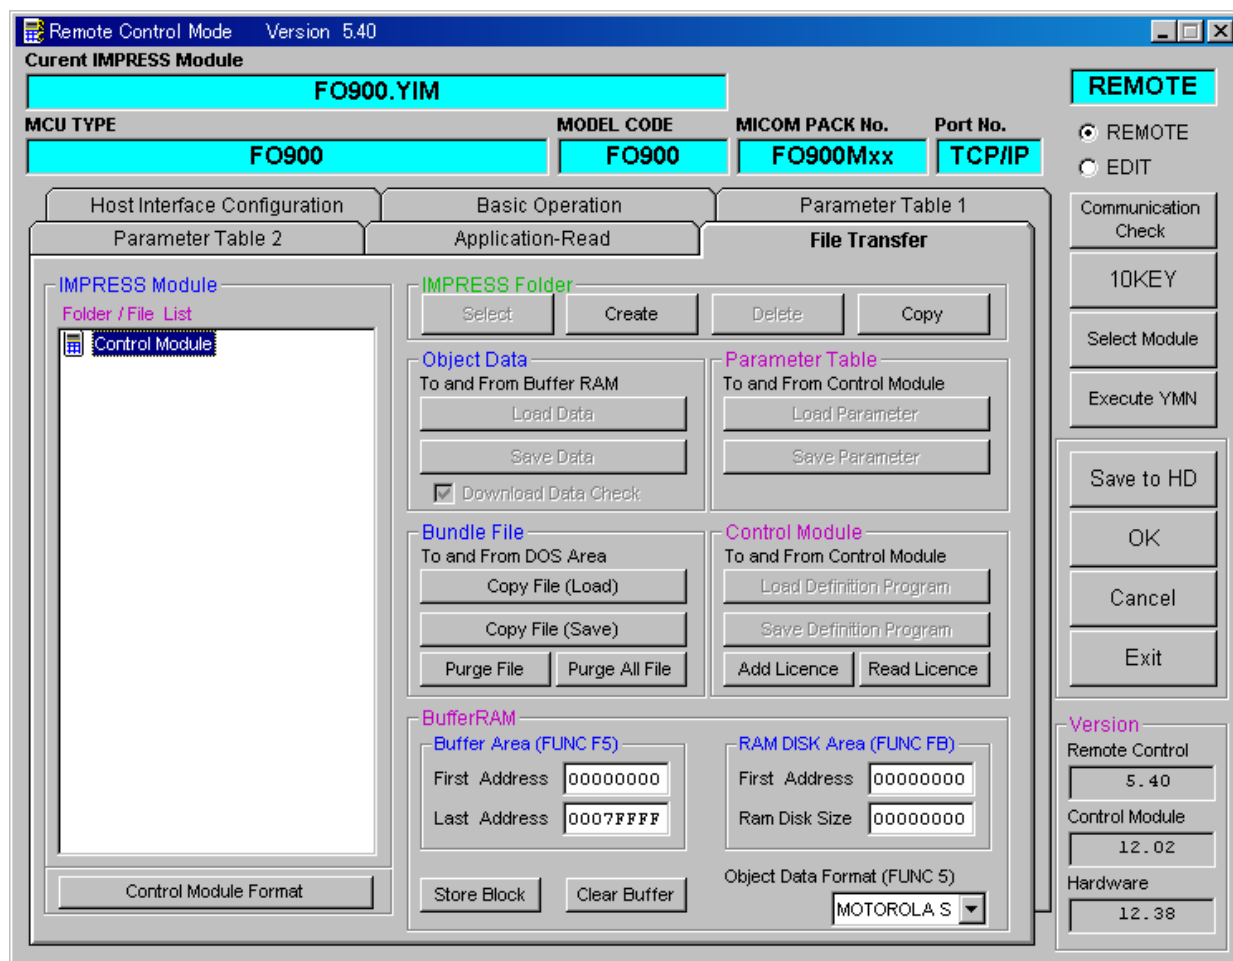 Remote Control Mode Version 5.40
Curent IMPRESS Module
FO900.YIM
REMOTE
MCU TYPE
MODEL CODE
MICOM PACK No.
Port No.
FO900
FO900
FO900Mxx
TCP/IP
REMOTE
EDIT
Host Interface Configuration
Basic Operation
Parameter Table 1
Parameter Table 2
Application-Read
File Transfer
IMPRESS Module
Folder / File List
Control Module
Control Module Format
IMPRESS Folder
Select
Create
Delete
Copy
Object Data
To and From Buffer RAM
Load Data
Save Data
Download Data Check
Parameter Table
To and From Control Module
Load Parameter
Save Parameter
Bundle File
To and From DOS Area
Copy File (Load)
Copy File (Save)
Purge File
Purge All File
Control Module
To and From Control Module
Load Definition Program
Save Definition Program
Add Licence
Read Licence
BufferRAM
Buffer Area (FUNC F5)
First Address 00000000
Last Address 0007FFFF
RAM DISK Area (FUNC FB)
First Address 00000000
Ram Disk Size 00000000
Store Block
Clear Buffer
Object Data Format (FUNC 5)
MOTOROLA S
Communication
Check
10KEY
Select Module
Execute YMN
Save to HD
OK
Cancel
Exit
Version
Remote Control
5.40
Control Module
12.02
Hardware
12.38